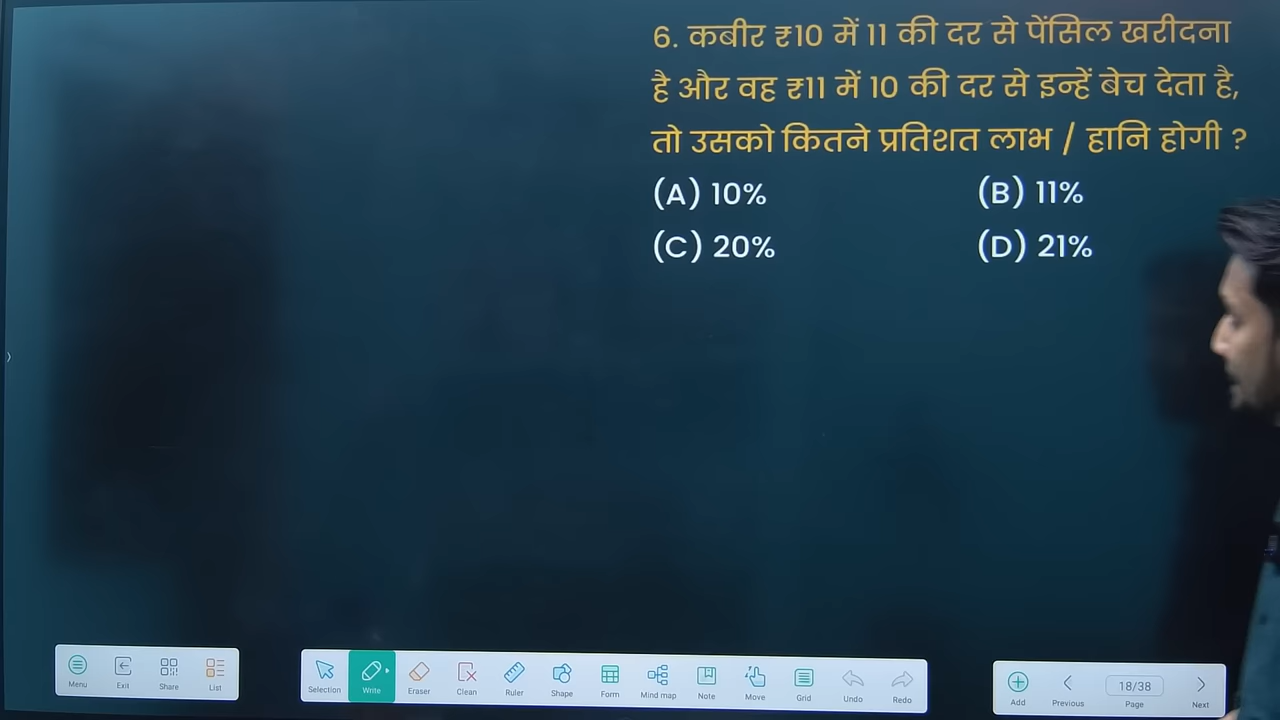 6. कबीर ₹10 में 11 की दर से पेंसिल खरीदना
है और वह ₹11 में 10 की दर से इन्हें बेच देता है,
तो उसको कितने प्रतिशत लाभ / हानि होगी ?
(A) 10% (B) 11%
(C) 20% (D) 21%
Menu Exit Share List Selection Write Eraser Clean Ruler Shape Form Mind map Note Move Grid Undo Redo Add Previous 18/38 Page Next